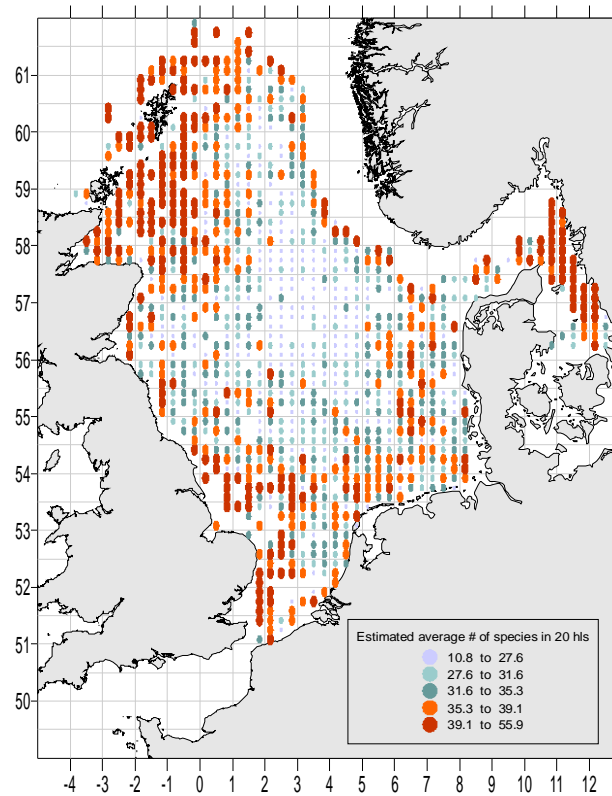 61
60
59
58
57
56
55
54
53
52
51
50
Estimated average # of species in 20 hls
10.8 to 27.6
27.6 to 31.6
31.6 to 35.3
35.3 to 39.1
39.1 to 55.9
-4 -3 -2 -1 0 1 2 3 4 5 6 7 8 9 10 11 12